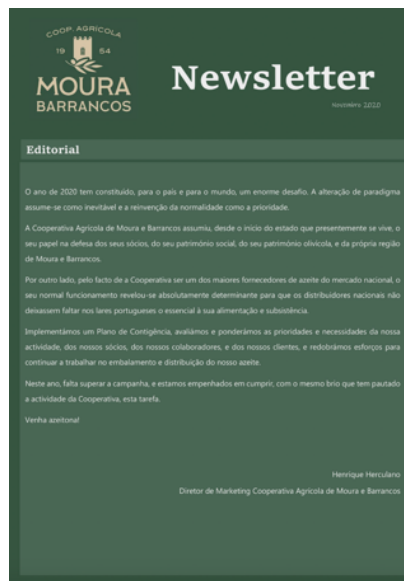 COOP. AGRÍCOLA
19 54
MOURA
BARRANCOS
Newsletter
novembro 2020
Editorial
O ano de 2020 tem constituído, para o país e para o mundo, um enorme desafio. A alteração de paradigma
assume-se como inevitável e a reinvenção da normalidade como a prioridade.
A Cooperativa Agrícola de Moura e Barrancos assumiu, desde o início do estado que presentemente se vive, o
seu papel na defesa dos seus sócios, do seu património social, do seu património olivícola, e da própria região
de Moura e Barrancos.
Por outro lado, pelo facto de a Cooperativa ser um dos maiores fornecedores de azeite do mercado nacional, o
seu normal funcionamento revelou-se absolutamente determinante para que os distribuidores nacionais não
deixassem faltar nos lares portugueses o essencial à sua alimentação e subsistência.
Implementámos um Plano de Contigência, avaliámos e ponderámos as prioridades e necessidades da nossa
actividade, dos nossos sócios, dos nossos colaboradores, e dos nossos clientes, e redobrámos esforços para
continuar a trabalhar no embalamento e distribuição do nosso azeite.
Neste ano, falta superar a campanha, e estamos empenhados em cumprir, com o mesmo brio que tem pautado
a actividade da Cooperativa, esta tarefa.
Venha azeitona!
Henrique Herculano
Diretor de Marketing Cooperativa Agrícola de Moura e Barrancos